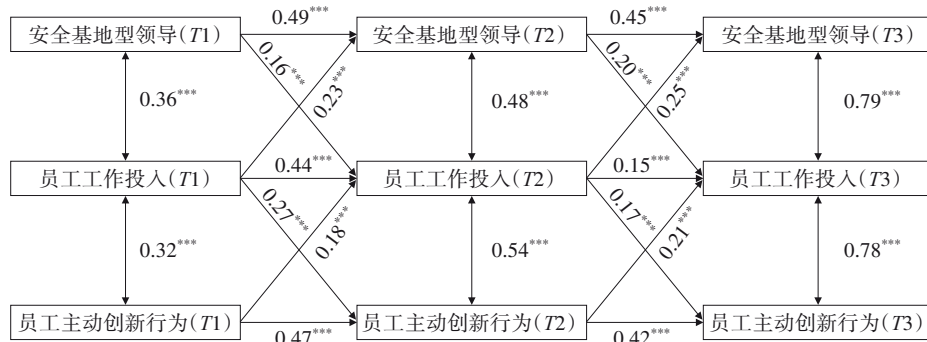 0.49*** 0.45***
安全基地型领导(T1) 安全基地型领导(T2) 安全基地型领导(T3)
0.16*** 0.23*** 0.20*** 0.25***
0.36*** 0.48*** 0.79***
0.44*** 0.15***
员工工作投入(T1) 员工工作投入(T2) 员工工作投入(T3)
0.27*** 0.18*** 0.17*** 0.21***
0.32*** 0.54*** 0.78***
员工主动创新行为(T1) 员工主动创新行为(T2) 员工主动创新行为(T3)
0.47*** 0.42***